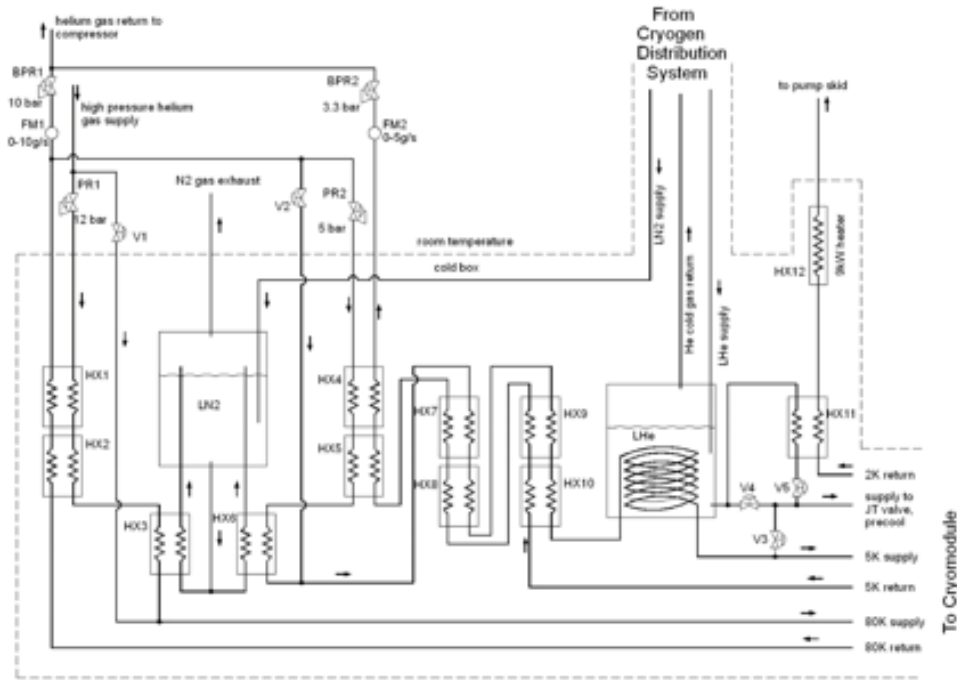 helium gas return to
compressor
BPR1
10 bar
high pressure helium
gas supply
FM1
0-10g/s
BPR2
3.3 bar
FM2
0-5g/s
From
Cryogen
Distribution
System
to pump skid
PR1
12 bar
V1
N2 gas exhaust
V2
PR2
5 bar
room temperature
cold box
LN2 supply
He cold gas return
LHe supply
HX12
9kW heater
HX1
HX2
LN2
HX4
HX5
HX7
HX8
HX9
HX10
LHe
HX11
HX3
HX6
V4
V5
V3
2K return
supply to
JT valve,
precool
5K supply
5K return
80K supply
80K return
To Cryomodule